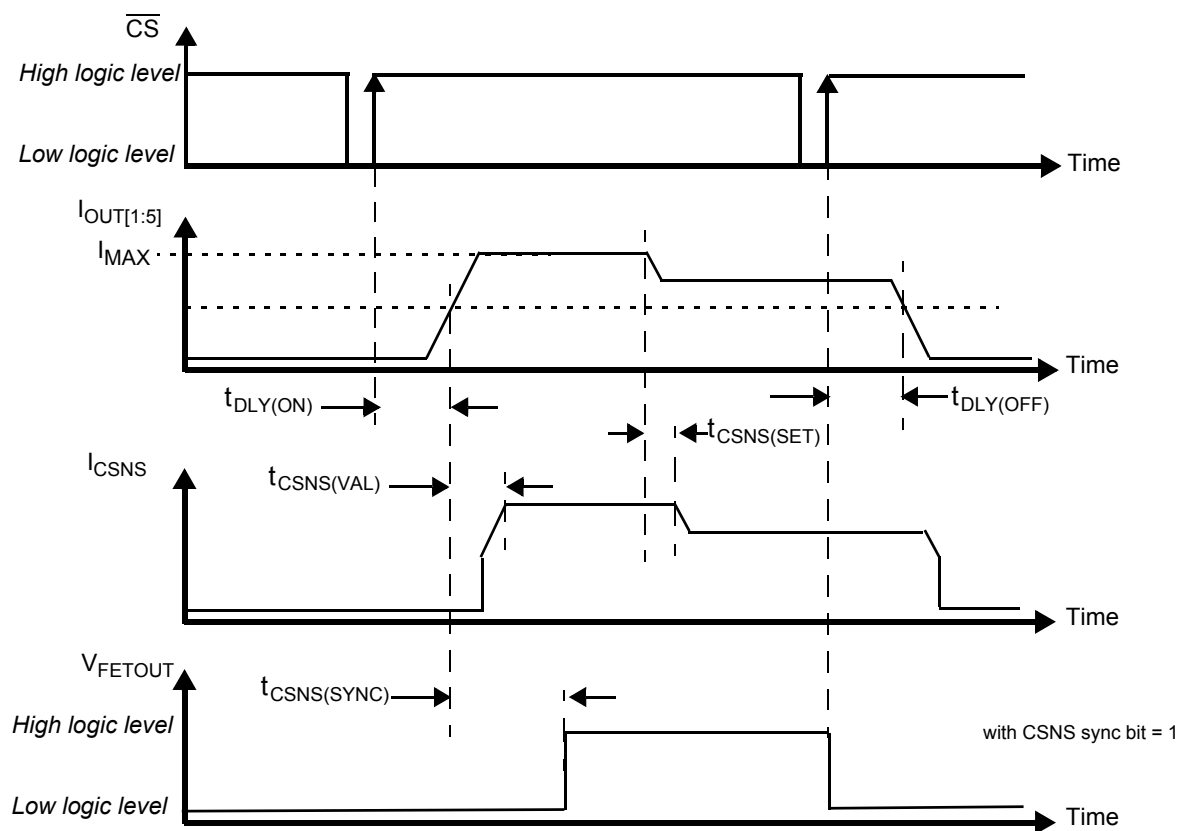 CS
High logic level
Low logic level
Time
IOUT[1:5]
IMAX
Time
tDLY(ON)
tDLY(OFF)
tCSNS(SET)
ICSNS
tCSNS(VAL)
Time
VFETOUT
tCSNS(SYNC)
High logic level
with CSNS sync bit = 1
Low logic level
Time